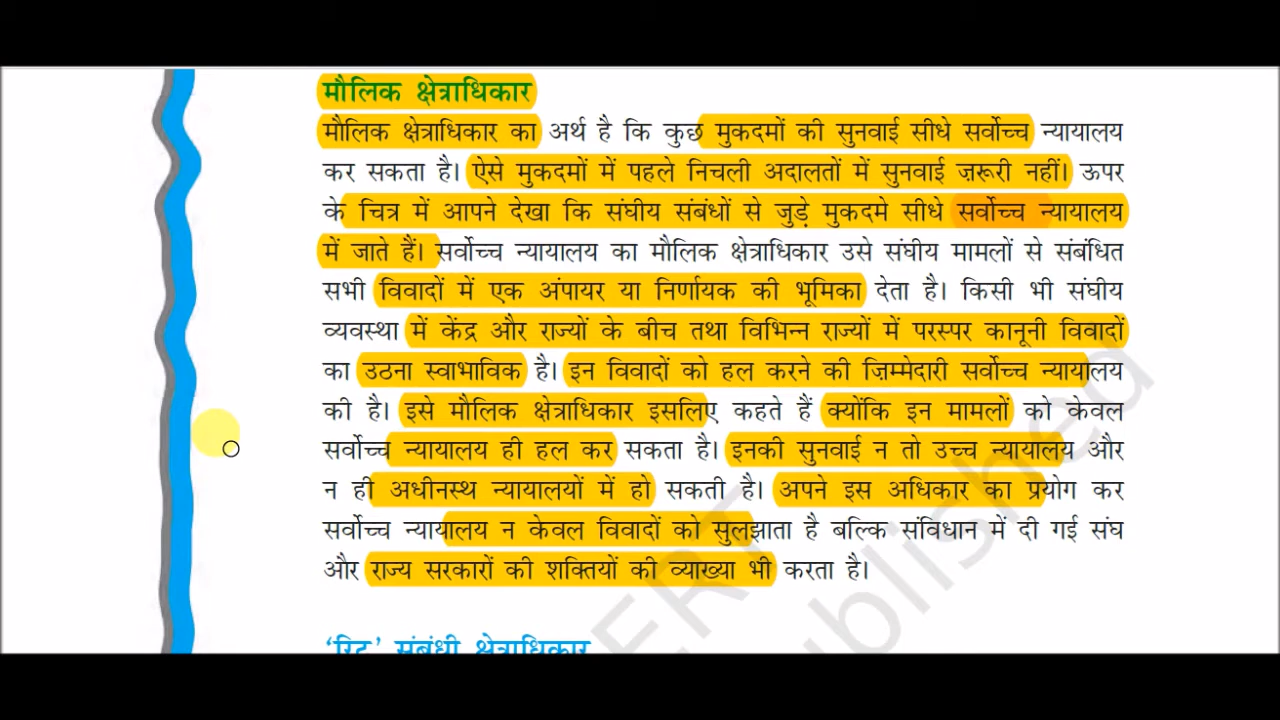 मौलिक क्षेत्राधिकार
मौलिक क्षेत्राधिकार का अर्थ है कि कुछ मुकदमों की सुनवाई सीधे सर्वोच्च न्यायालय
कर सकता है। ऐसे मुकदमों में पहले निचली अदालतों में सुनवाई ज़रूरी नहीं। ऊपर
के चित्र में आपने देखा कि संघीय संबंधों से जुड़े मुकदमे सीधे सर्वोच्च न्यायालय
में जाते हैं। सर्वोच्च न्यायालय का मौलिक क्षेत्राधिकार उसे संघीय मामलों से संबंधित
सभी विवादों में एक अंपायर या निर्णायक की भूमिका देता है। किसी भी संघीय
व्यवस्था में केंद्र और राज्यों के बीच तथा विभिन्न राज्यों में परस्पर कानूनी विवादों
का उठना स्वाभाविक है। इन विवादों को हल करने की ज़िम्मेदारी सर्वोच्च न्यायालय
की है। इसे मौलिक क्षेत्राधिकार इसलिए कहते हैं क्योंकि इन मामलों को केवल
सर्वोच्च न्यायालय ही हल कर सकता है। इनकी सुनवाई न तो उच्च न्यायालय और
न ही अधीनस्थ न्यायालयों में हो सकती है। अपने इस अधिकार का प्रयोग कर
सर्वोच्च न्यायालय न केवल विवादों को सुलझाता है बल्कि संविधान में दी गई संघ
और राज्य सरकारों की शक्तियों की व्याख्या भी करता है।
‘रिट’ संबंधी क्षेत्राधिकार